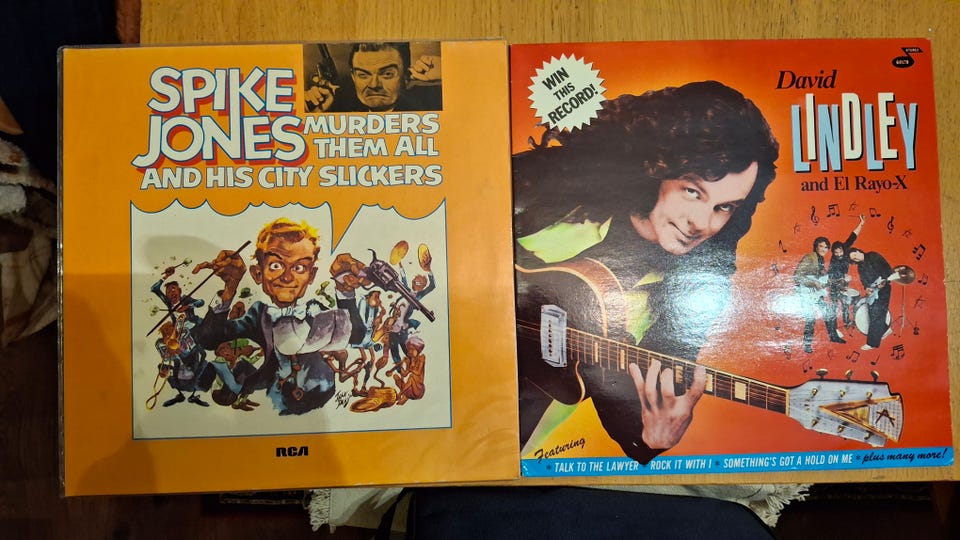 SPIKE
JONES
MURDERS
THEM ALL
AND HIS CITY SLICKERS
RCA
WIN
THIS
RECORD!
STEREO
David
LINDLEY
and El Rayo-X
Featuring
• TALK TO THE LAWYER • ROCK IT WITH I • SOMETHING'S GOT A HOLD ON ME • plus many more!